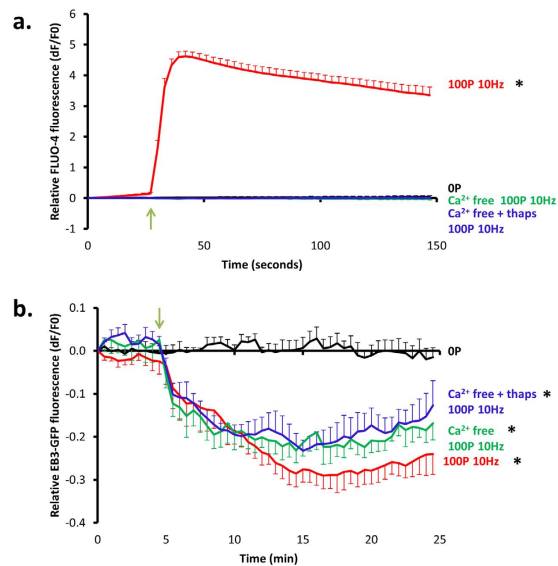 a.
Relative FLUO-4 fluorescence (dF/F0)
6
5
4
3
2
1
0
-1
0
50
100
150
Time (seconds)
100P 10Hz *
0P
Ca²⁺ free 100P 10Hz
Ca²⁺ free + thaps
100P 10Hz
b.
Relative EB3-GFP fluorescence (dF/F0)
0.1
0.0
-0.1
-0.2
-0.3
-0.4
0
5
10
15
20
25
Time (min)
0P
Ca²⁺ free + thaps *
100P 10Hz
Ca²⁺ free *
100P 10Hz
100P 10Hz *